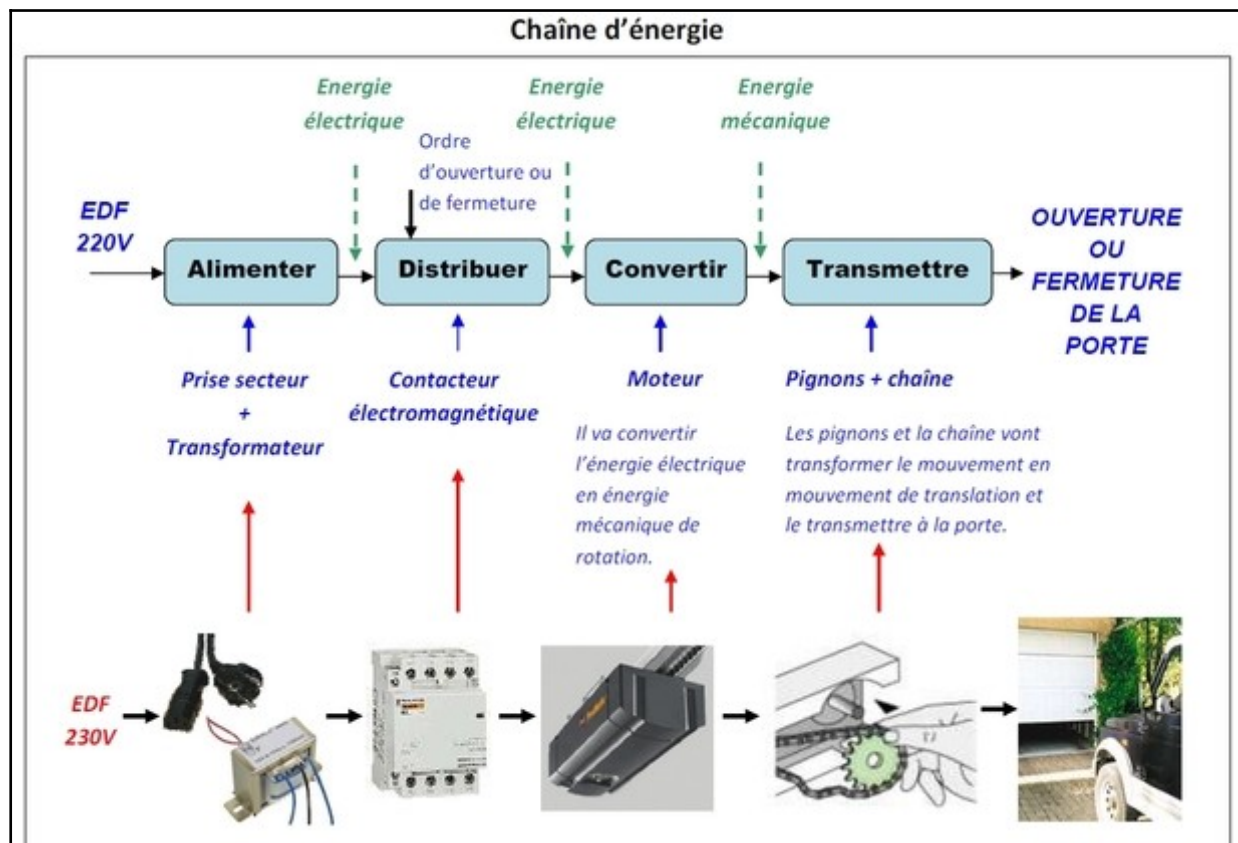 Chaîne d'énergie
Energie
électrique
Energie
électrique
Energie
mécanique
Ordre
d'ouverture ou
de fermeture
EDF
220V
Alimenter
Distribuer
Convertir
Transmettre
OUVERTURE
OU
FERMETURE
DE LA
PORTE
Prise secteur
+
Transformateur
Contacteur
électromagnétique
Moteur
Il va convertir
l'énergie électrique
en énergie
mécanique de
rotation.
Pignons + chaîne
Les pignons et la chaîne vont
transformer le mouvement en
mouvement de translation et
le transmettre à la porte.
EDF
230V